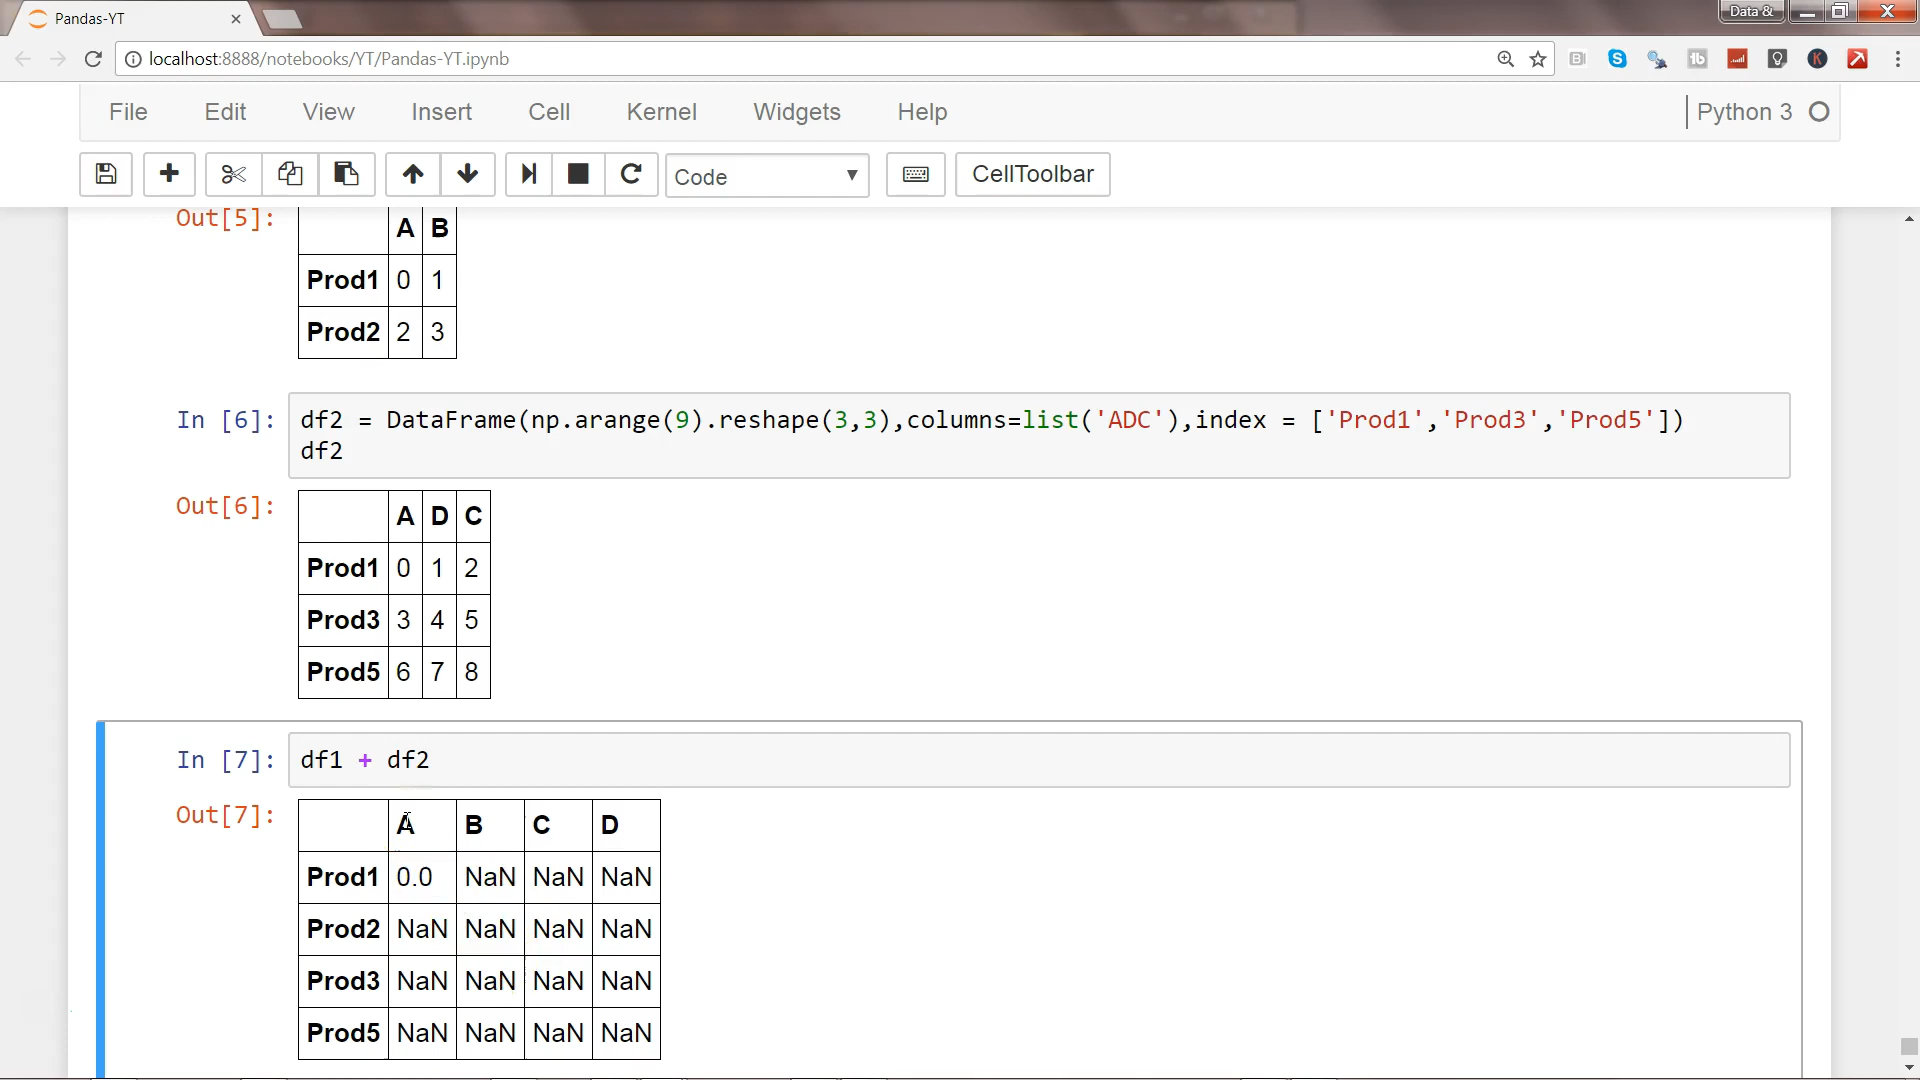 Pandas-YT
Data &
localhost:8888/notebooks/YT/Pandas-YT.ipynb
File Edit View Insert Cell Kernel Widgets Help
Python 3
Code
CellToolbar
Out[5]:
A B
Prod1 0 1
Prod2 2 3
In [6]: df2 = DataFrame(np.arange(9).reshape(3,3),columns=list('ADC'),index = ['Prod1','Prod3','Prod5'])
df2
Out[6]:
A D C
Prod1 0 1 2
Prod3 3 4 5
Prod5 6 7 8
In [7]: df1 + df2
Out[7]:
A B C D
Prod1 0.0 NaN NaN NaN
Prod2 NaN NaN NaN NaN
Prod3 NaN NaN NaN NaN
Prod5 NaN NaN NaN NaN